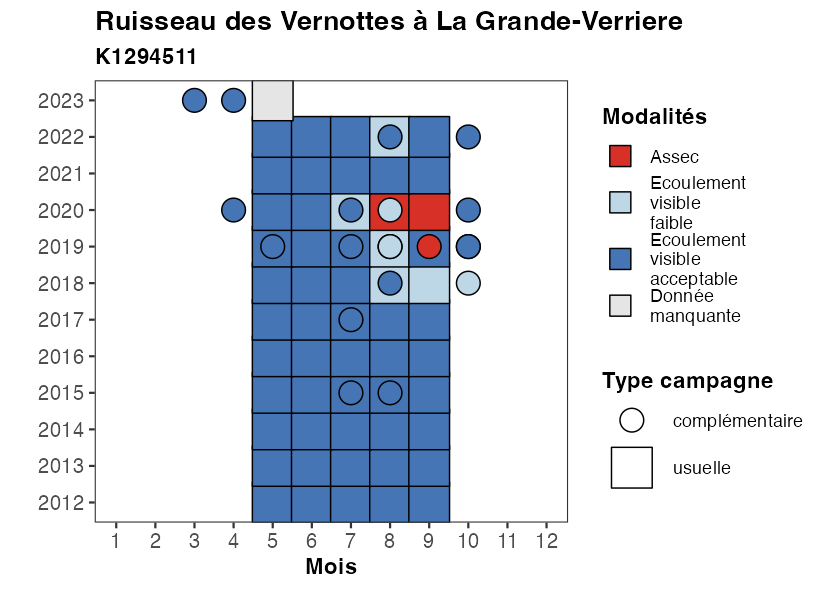 Ruisseau des Vernottes à La Grande-Verriere
K1294511
2023
2022
2021
2020
2019
2018
2017
2016
2015
2014
2013
2012
1 2 3 4 5 6 7 8 9 10 11 12
Mois
Modalités
Assec
Ecoulement
visible
faible
Ecoulement
visible
acceptable
Donnée
manquante
Type campagne
complémentaire
usuelle